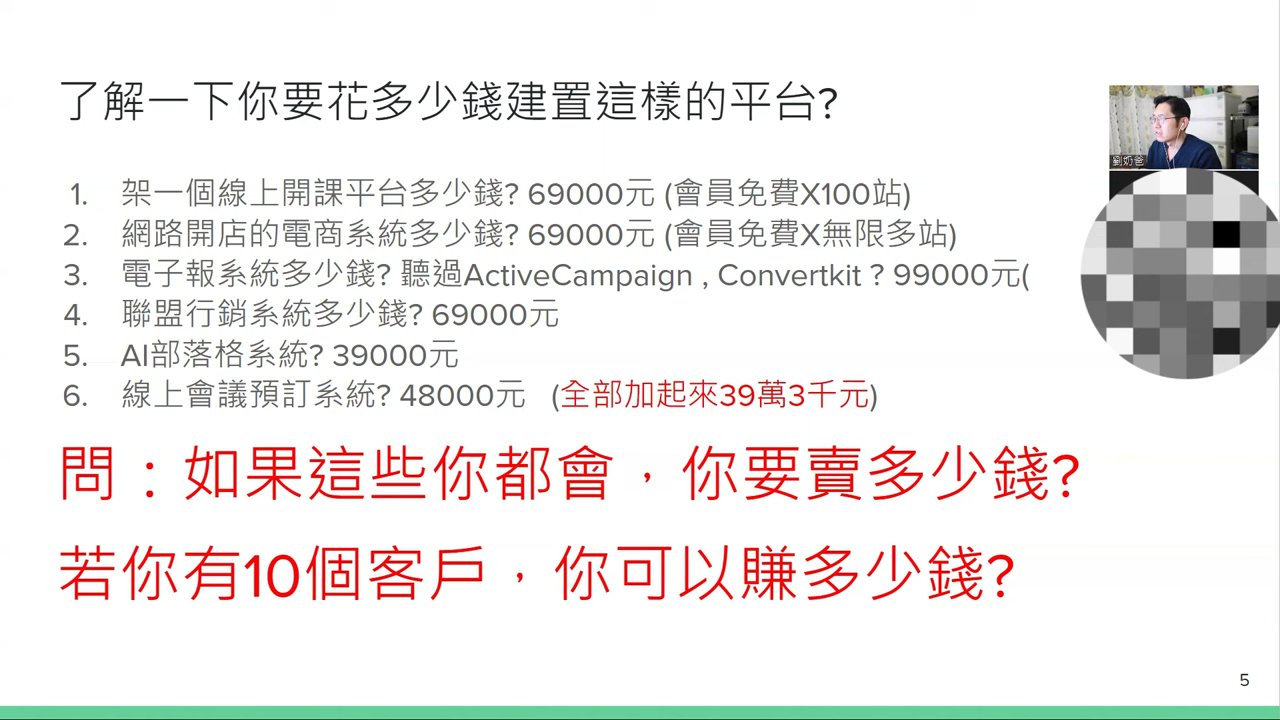 了解一下你要花多少錢建置這樣的平台?
1. 架一個線上開課平台多少錢? 69000元 (會員免費X100站)
2. 網路開店的電商系統多少錢? 69000元 (會員免費X無限多站)
3. 電子報系統多少錢? 聽過ActiveCampaign , Convertkit ? 99000元(
4. 聯盟行銷系統多少錢? 69000元
5. AI部落格系統? 39000元
6. 線上會議預訂系統? 48000元 (全部加起來39萬3千元)
劉奶爸
問：如果這些你都會，你要賣多少錢?
若你有10個客戶，你可以賺多少錢?
5